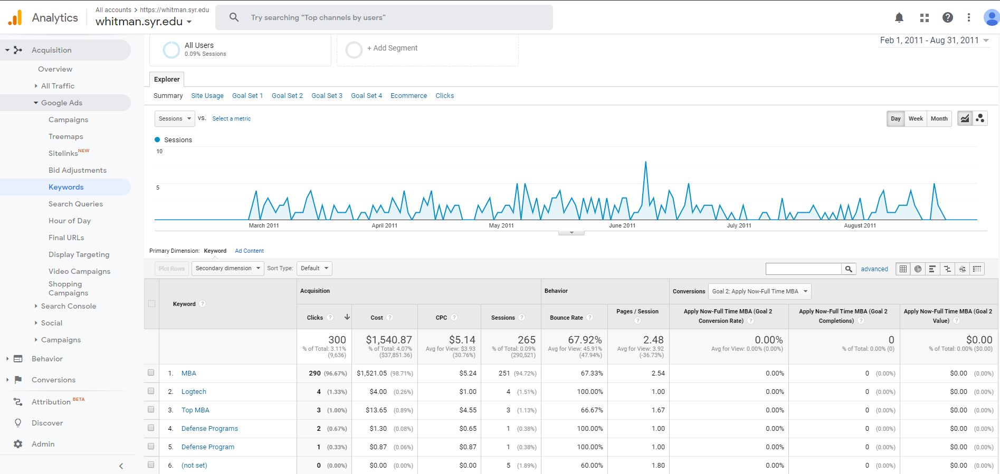 All accounts > https://whitman.syr.edu
Analytics
whitman.syr.edu
Try searching “Top channels by users”
Acquisition
Overview
All Traffic
Google Ads
Campaigns
Treemaps
Sitelinks NEW
Bid Adjustments
Keywords
Search Queries
Hour of Day
Final URLs
Display Targeting
Video Campaigns
Shopping
Campaigns
Search Console
Social
Campaigns
Behavior
Conversions
Attribution BETA
Discover
Admin
All Users
0.09% Sessions
+ Add Segment
Feb 1, 2011 - Aug 31, 2011
Explorer
Summary Site Usage Goal Set 1 Goal Set 2 Goal Set 3 Goal Set 4 Ecommerce Clicks
Sessions vs. Select a metric
Day Week Month
Sessions
10
5
March 2011 April 2011 May 2011 June 2011 July 2011 August 2011
Primary Dimension: Keyword Ad Content
Plot Rows Secondary dimension Sort Type: Default
advanced
Keyword ?
Acquisition Behavior Conversions Goal 2: Apply Now-Full Time MBA
Clicks ? Cost ? CPC ? Sessions ? Bounce Rate ?
Pages / Session
?
Apply Now-Full Time MBA (Goal 2
Conversion Rate) ?
Apply Now-Full Time MBA (Goal 2
Completions) ?
Apply Now-Full Time MBA (Goal 2
Value) ?
300 $1,540.87 $5.14 265 67.92% 2.48 0.00% 0 $0.00
% of Total: 3.11% % of Total: 4.07% Avg for View: $3.93 % of Total: 0.09% Avg for View: 45.91% Avg for View: 3.92 Avg for View: 0.00% (0.00%) % of Total: 0.00% (0) % of Total: 0.00% ($0.00)
(9,636) ($37,851.36) (30.76%) (290,521) (47.94%) (-36.73%)
1. MBA 290 (96.67%) $1,521.05 (98.71%) $5.24 251 (94.72%) 67.33% 2.54 0.00% 0 (0.00%) $0.00 (0.00%)
2. Logtech 4 (1.33%) $4.00 (0.26%) $1.00 4 (1.51%) 100.00% 1.00 0.00% 0 (0.00%) $0.00 (0.00%)
3. Top MBA 3 (1.00%) $13.65 (0.89%) $4.55 3 (1.13%) 66.67% 1.67 0.00% 0 (0.00%) $0.00 (0.00%)
4. Defense Programs 2 (0.67%) $1.30 (0.08%) $0.65 1 (0.38%) 100.00% 1.00 0.00% 0 (0.00%) $0.00 (0.00%)
5. Defense Program 1 (0.33%) $0.87 (0.06%) $0.87 1 (0.38%) 100.00% 1.00 0.00% 0 (0.00%) $0.00 (0.00%)
6. (not set) 0 (0.00%) $0.00 (0.00%) $0.00 5 (1.89%) 60.00% 1.80 0.00% 0 (0.00%) $0.00 (0.00%)